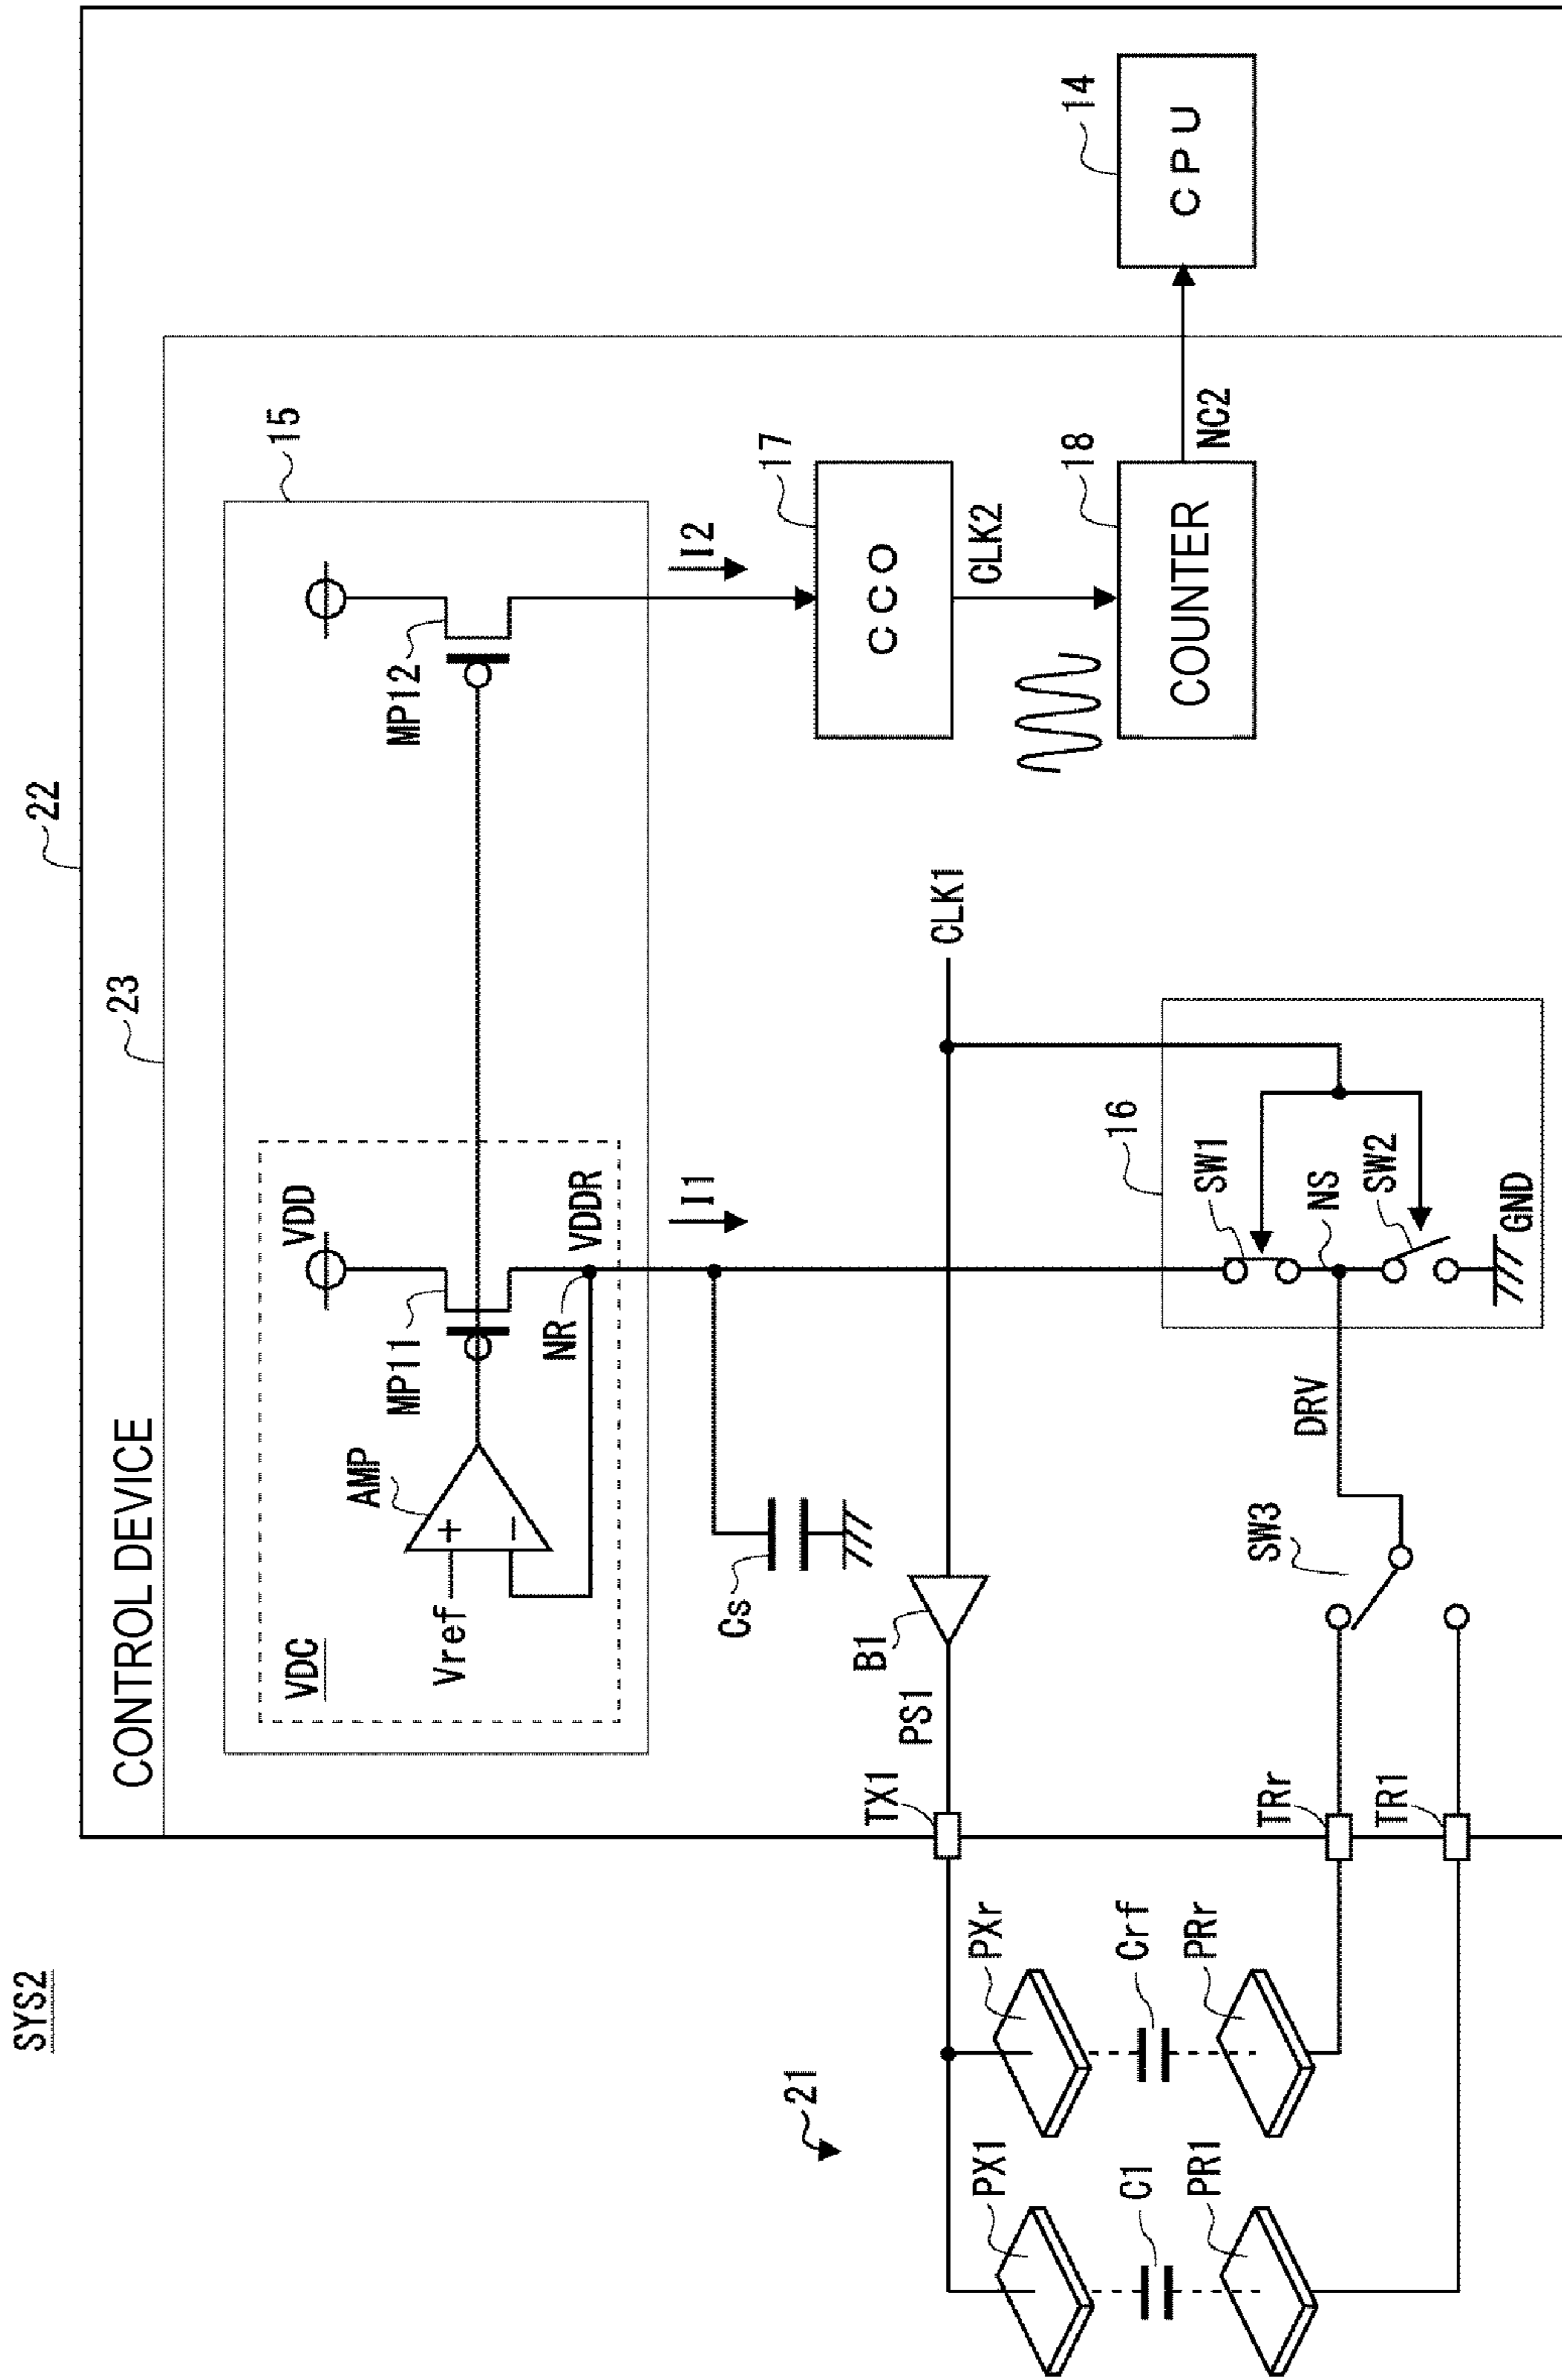 SYS2
22
CONTROL DEVICE
23
15
VDC
Vref
+
−
AMP
MP11
VDD
NR
VDDR
MP12
I1
I2
Cs
17
CCO
CLK2
18
COUNTER
NC2
14
CPU
CLK1
B1
PS1
TX1
16
SW1
NS
SW2
GND
DRV
SW3
TRr
TR1
21
PX1
PXr
C1
Crf
PR1
PRr